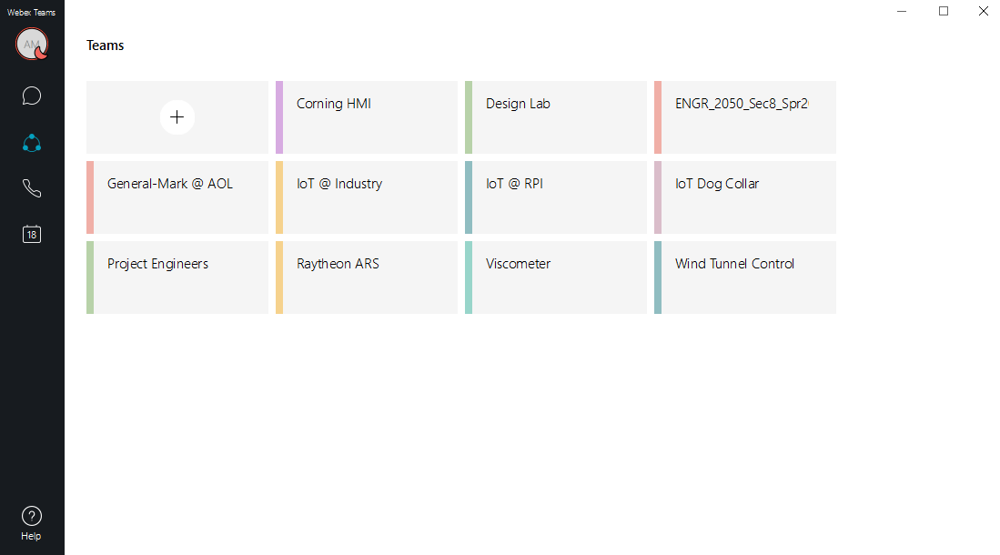 Webex Teams
AM
Teams
Corning HMI
Design Lab
ENGR_2050_Sec8_Spr2
General-Mark @ AOL
IoT @ Industry
IoT @ RPI
IoT Dog Collar
18
Project Engineers
Raytheon ARS
Viscometer
Wind Tunnel Control
Help